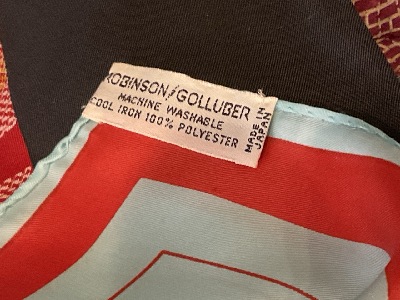 ROBINSON/GOLLUBER
MACHINE WASHABLE
COOL IRON 100% POLYESTER
MADE IN
JAPAN